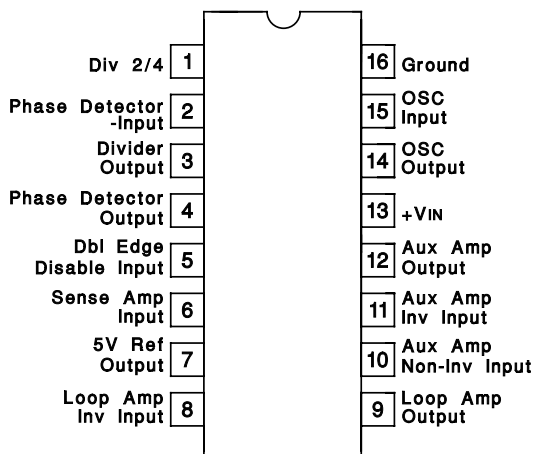 Div 2/4 1 16 Ground
Phase Detector
-Input 2 15 OSC
Input
Divider
Output 3 14 OSC
Output
Phase Detector
Output 4 13 +VIN
Dbl Edge
Disable Input 5 12 Aux Amp
Output
Sense Amp
Input 6 11 Aux Amp
Inv Input
5V Ref
Output 7 10 Aux Amp
Non-Inv Input
Loop Amp
Inv Input 8 9 Loop Amp
Output